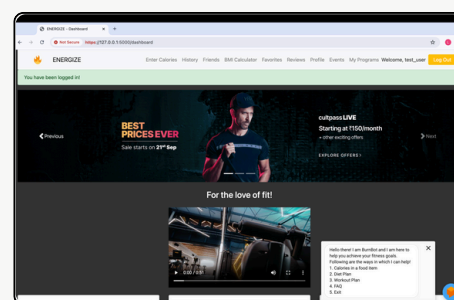 ENERGIZE - Dashboard
Not Secure https://127.0.0.1:5000/dashboard
ENERGIZE Enter Calories History Friends BMI Calculator Favorites Reviews Profile Events My Programs Welcome, test_user Log Out
You have been logged in!
BEST
PRICES EVER
Sale starts on 21st Sep
cultpass LIVE
Starting at ₹150/month
+ other exciting offers
EXPLORE OFFERS
Previous
Next
For the love of fit!
0:00 / 0:51
Hello there! I am BurnBot and I am here to
help you achieve your fitness goals.
Following are the ways in which I can help!
1. Calories in a food item
2. Diet Plan
3. Workout Plan
4. FAQ
5. Exit